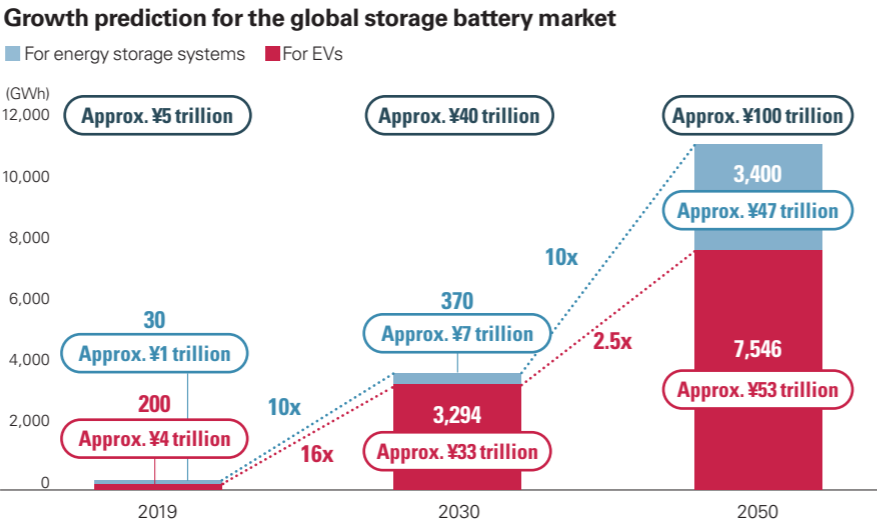 Growth prediction for the global storage battery market
For energy storage systems
For EVs
(GWh)
12,000
10,000
8,000
6,000
4,000
2,000
0
Approx. ¥5 trillion
30
Approx. ¥1 trillion
200
Approx. ¥4 trillion
10x
16x
Approx. ¥40 trillion
370
Approx. ¥7 trillion
3,294
Approx. ¥33 trillion
10x
2.5x
Approx. ¥100 trillion
3,400
Approx. ¥47 trillion
7,546
Approx. ¥53 trillion
2019
2030
2050